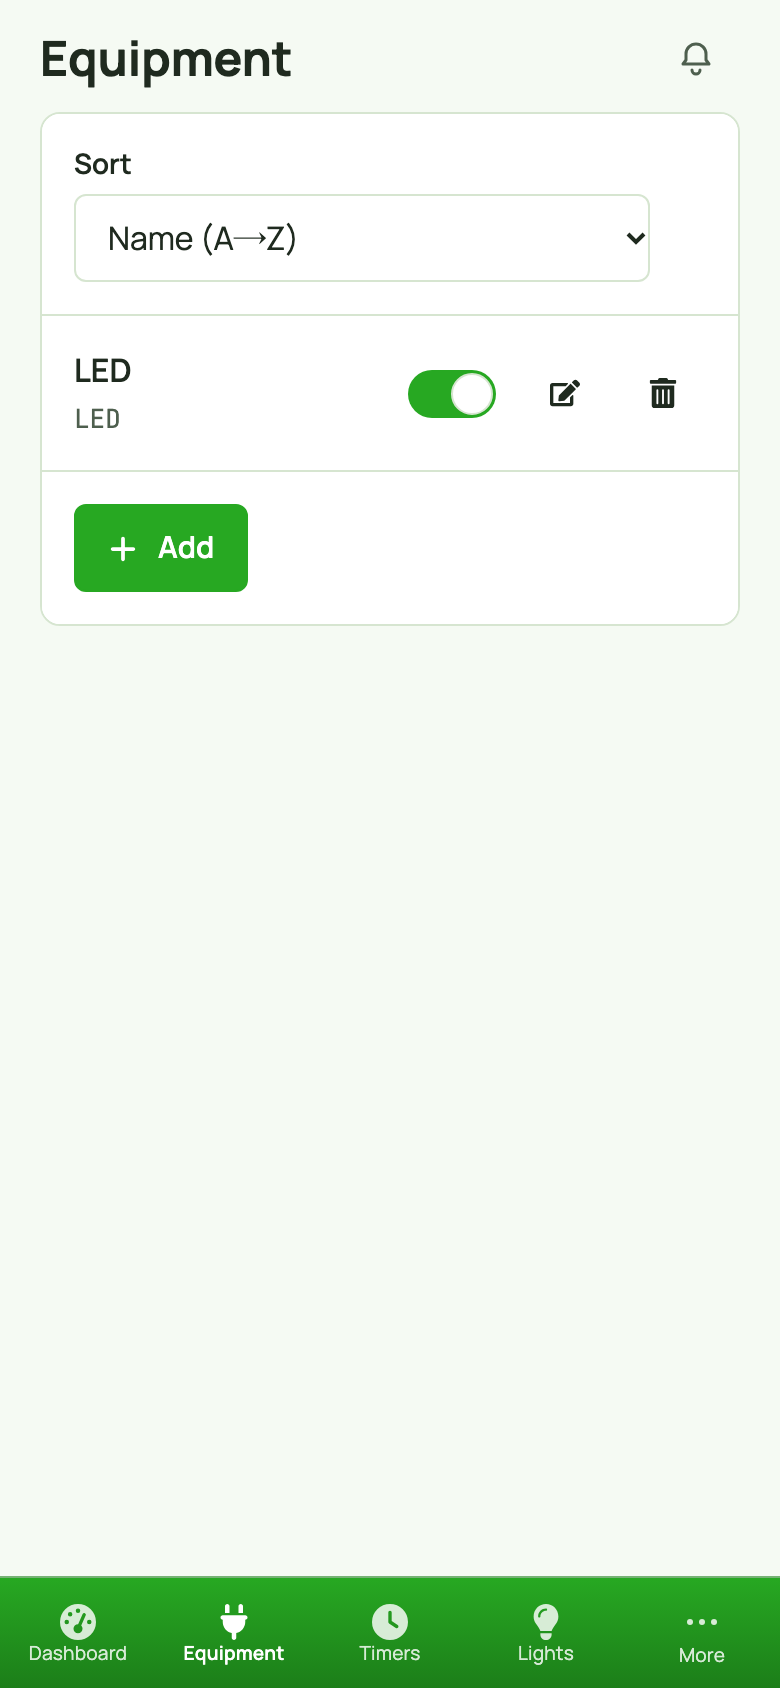 Equipment
Sort
Name (A→Z)
LED
LED
Add
Dashboard
Equipment
Timers
Lights
More